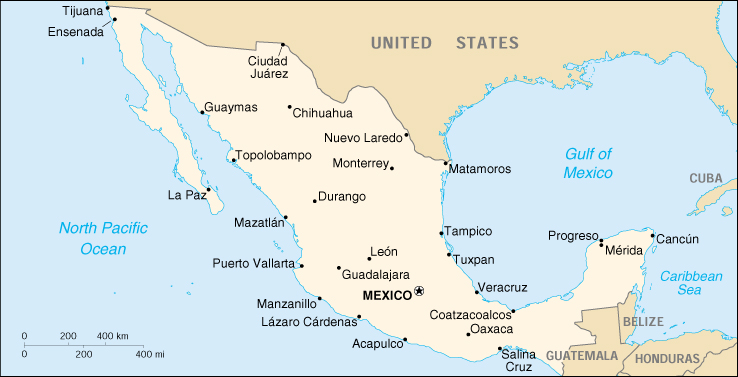 Tijuana
Ensenada
UNITED STATES
Ciudad
Juárez
Guaymas
Chihuahua
Nuevo Laredo
Topolobampo
Monterrey
Matamoros
Gulf of
Mexico
CUBA
La Paz
Durango
Mazatlán
North Pacific
Ocean
Tampico
Progreso
Cancún
Mérida
León
Tuxpan
Puerto Vallarta
Guadalajara
Caribbean
Sea
MEXICO
Veracruz
Manzanillo
Coatzacoalcos
Lázaro Cárdenas
Oaxaca
BELIZE
Acapulco
Salina
Cruz
GUATEMALA
HONDURAS
0 200 400 km
0 200 400 mi